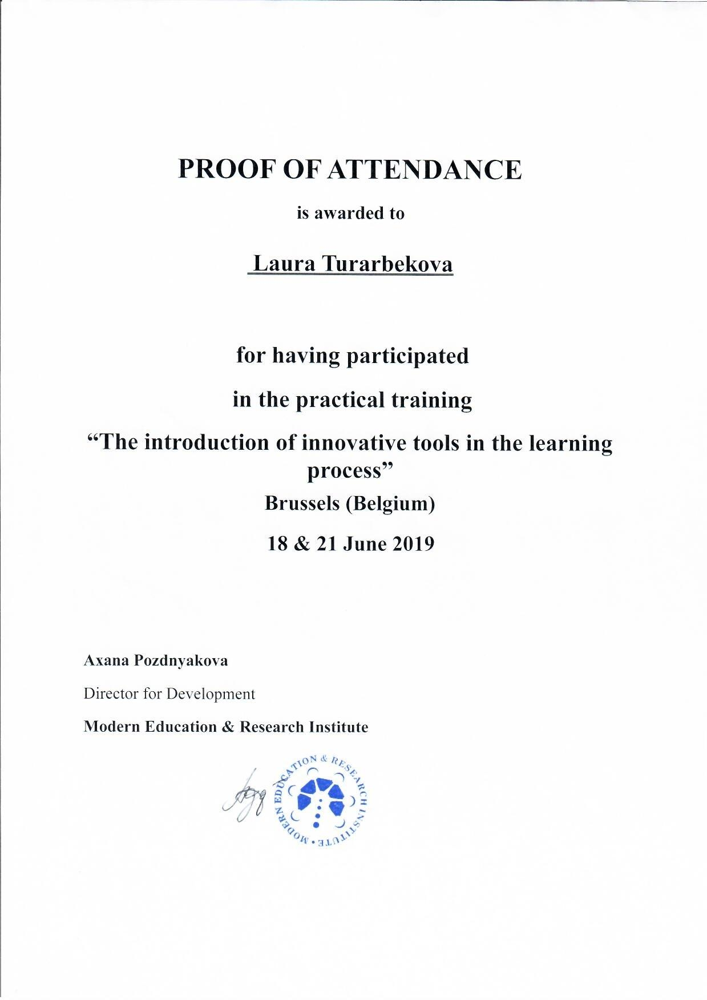 PROOF OF ATTENDANCE
is awarded to
Laura Turarbekova
for having participated
in the practical training
“The introduction of innovative tools in the learning
process”
Brussels (Belgium)
18 & 21 June 2019
Axana Pozdnyakova
Director for Development
Modern Education & Research Institute
MODERN EDUCATION & RESEARCH INSTITUTE •